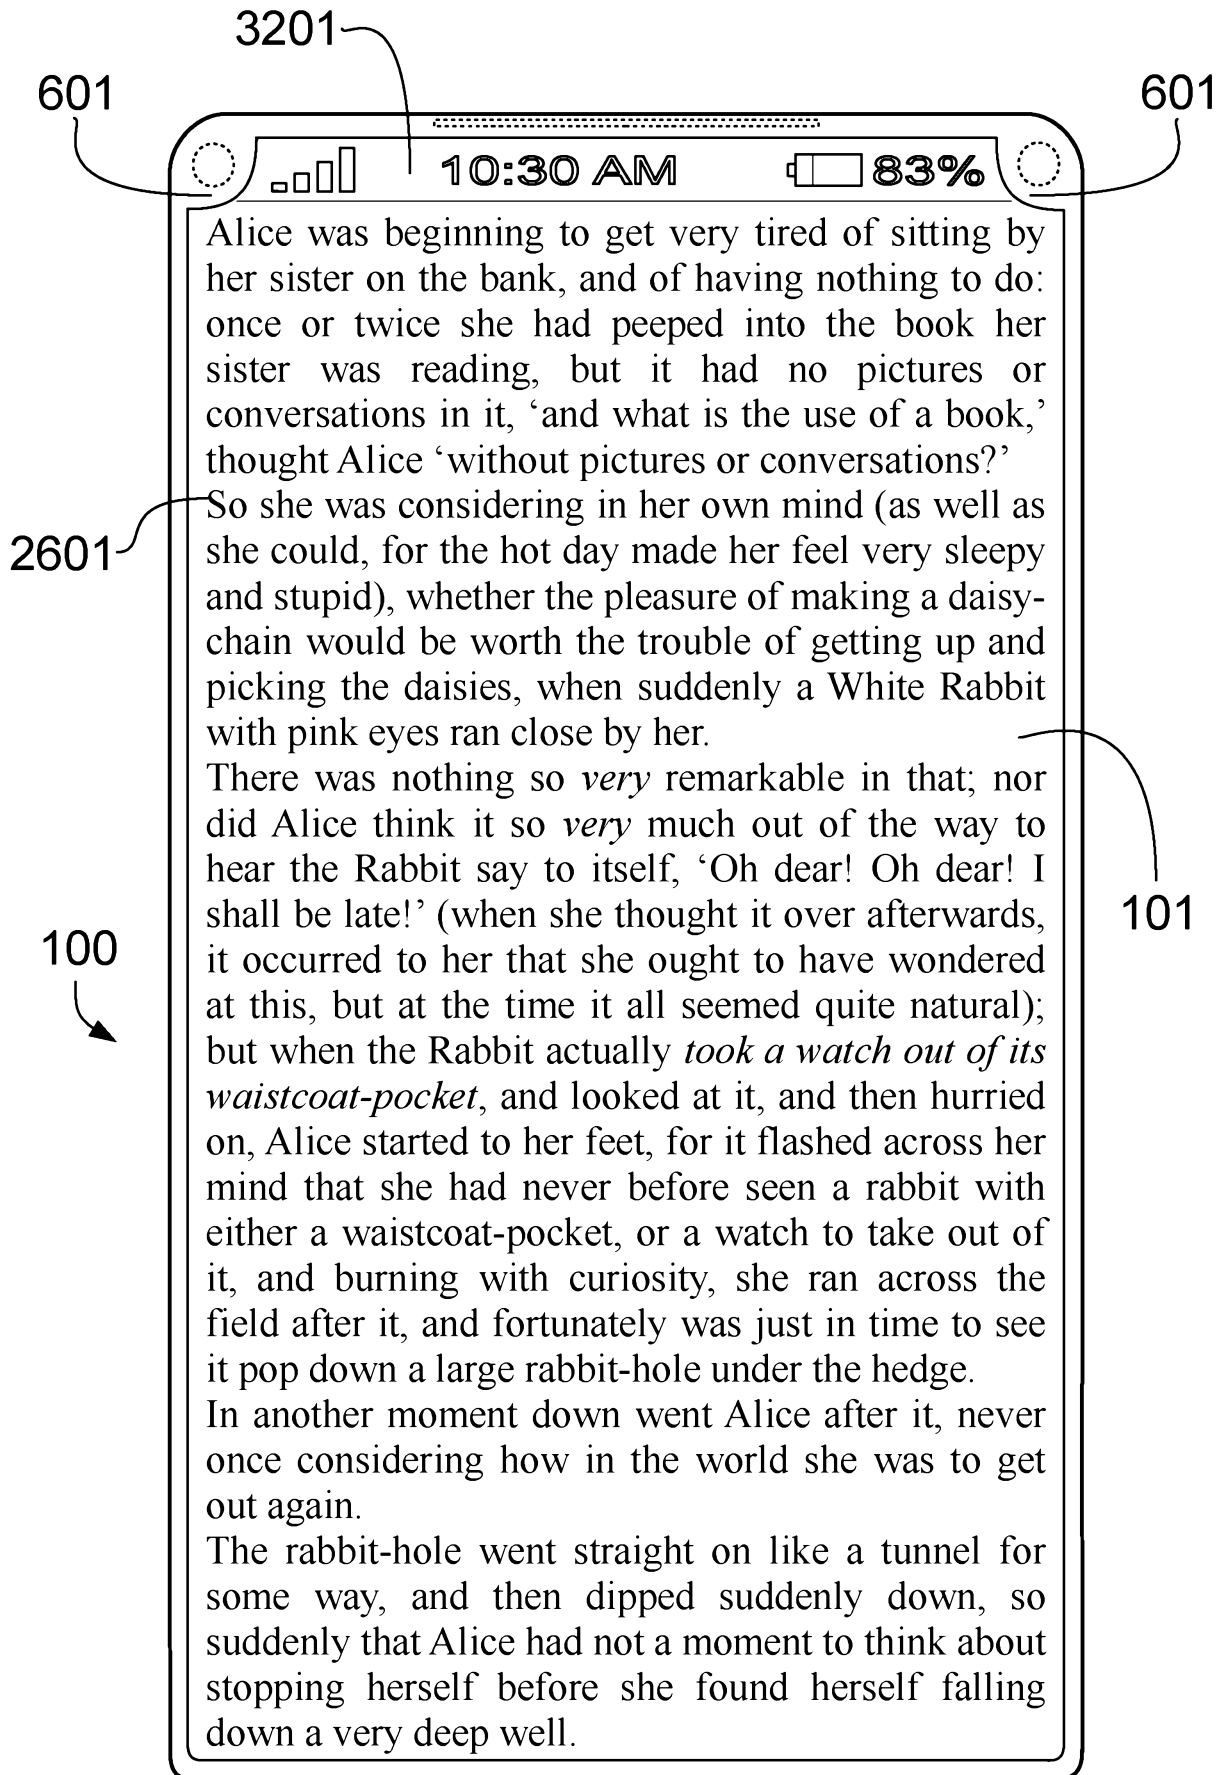 3201
601
601
10:30 AM
83%
Alice was beginning to get very tired of sitting by
her sister on the bank, and of having nothing to do:
once or twice she had peeped into the book her
sister was reading, but it had no pictures or
conversations in it, ‘and what is the use of a book,’
thought Alice ‘without pictures or conversations?’
So she was considering in her own mind (as well as
2601
she could, for the hot day made her feel very sleepy
and stupid), whether the pleasure of making a daisy-
chain would be worth the trouble of getting up and
picking the daisies, when suddenly a White Rabbit
with pink eyes ran close by her.
There was nothing so very remarkable in that; nor
did Alice think it so very much out of the way to
hear the Rabbit say to itself, ‘Oh dear! Oh dear! I
shall be late!’ (when she thought it over afterwards,
101
100
it occurred to her that she ought to have wondered
at this, but at the time it all seemed quite natural);
but when the Rabbit actually took a watch out of its
waistcoat-pocket, and looked at it, and then hurried
on, Alice started to her feet, for it flashed across her
mind that she had never before seen a rabbit with
either a waistcoat-pocket, or a watch to take out of
it, and burning with curiosity, she ran across the
field after it, and fortunately was just in time to see
it pop down a large rabbit-hole under the hedge.
In another moment down went Alice after it, never
once considering how in the world she was to get
out again.
The rabbit-hole went straight on like a tunnel for
some way, and then dipped suddenly down, so
suddenly that Alice had not a moment to think about
stopping herself before she found herself falling
down a very deep well.